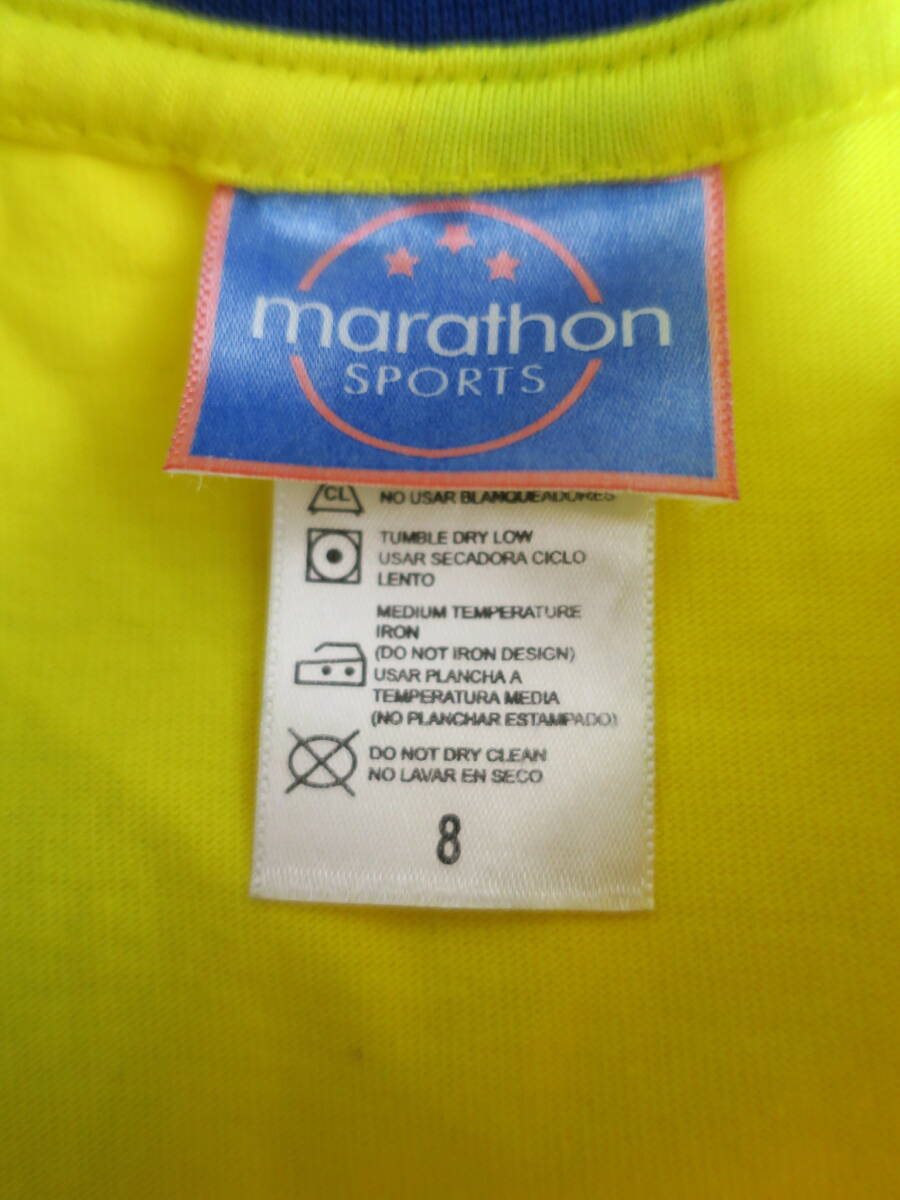 marathon
SPORTS
CL
NO USAR BLANQUEADORES
TUMBLE DRY LOW
USAR SECADORA CICLO
LENTO
MEDIUM TEMPERATURE
IRON
(DO NOT IRON DESIGN)
USAR PLANCHA A
TEMPERATURA MEDIA
(NO PLANCHAR ESTAMPADO)
DO NOT DRY CLEAN
NO LAVAR EN SECO
8